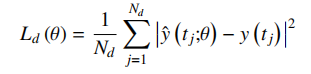 L_d (θ) = \frac{1}{N_d} \sum_{j=1}^{N_d} |ŷ (t_j;θ) − y (t_j)|^2